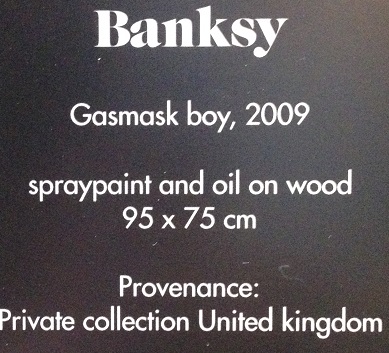 Banksy
Gasmask boy, 2009
spraypaint and oil on wood
95 x 75 cm
Provenance:
Private collection United kingdom